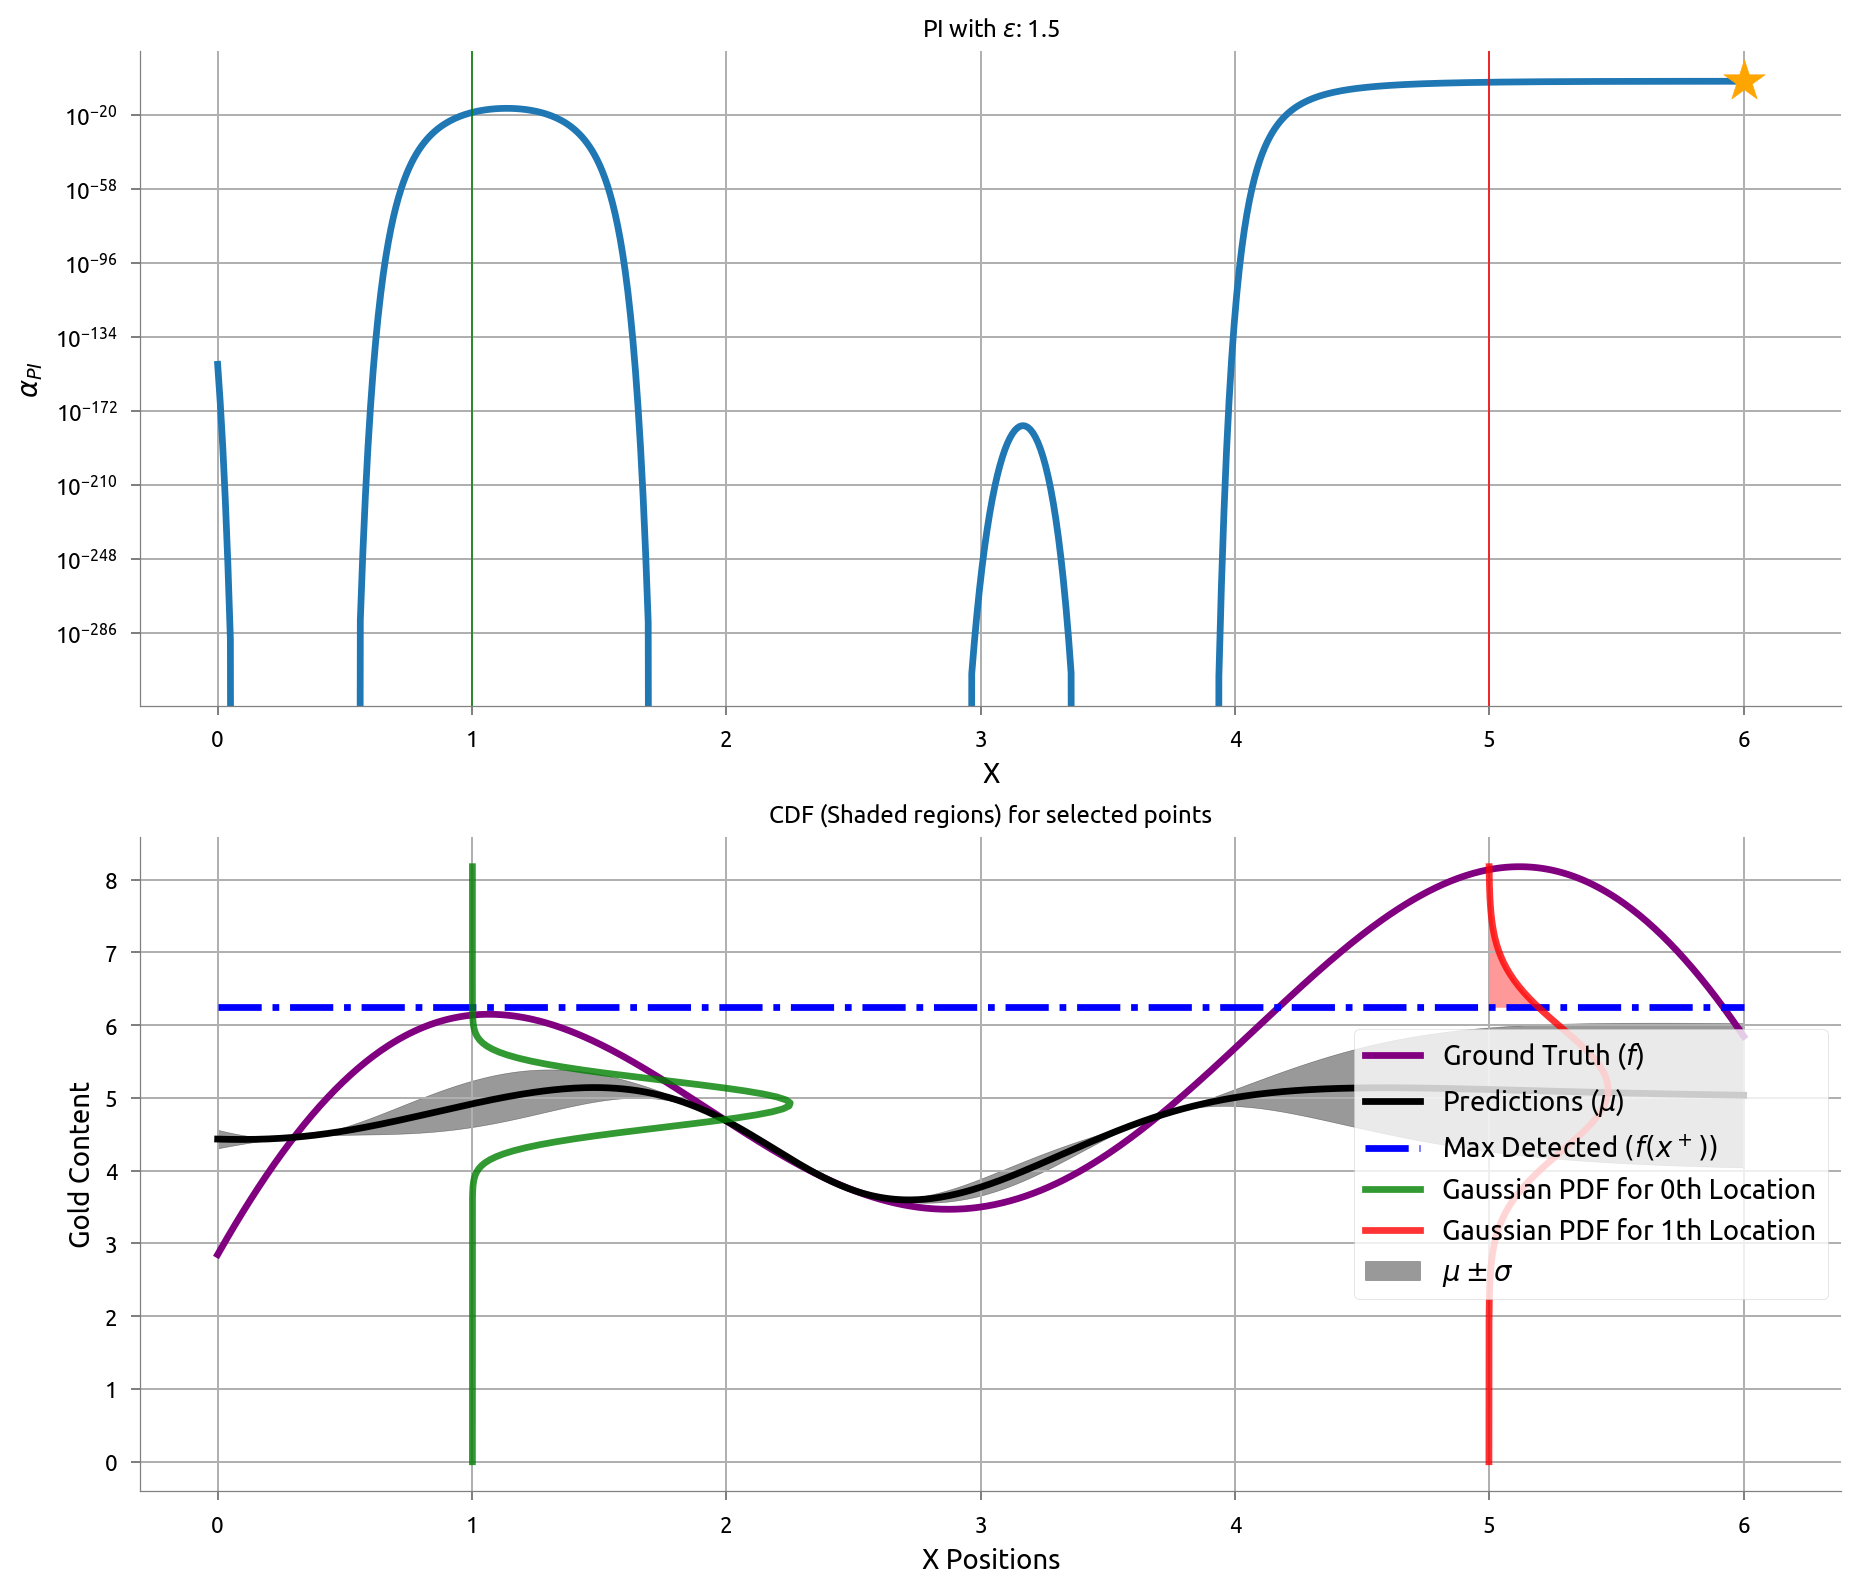 PI with ε: 1.5
10⁻²⁰
10⁻⁵⁸
10⁻⁹⁶
10⁻¹³⁴
10⁻¹⁷²
10⁻²¹⁰
10⁻²⁴⁸
10⁻²⁸⁶
α_PI
0 1 2 3 4 5 6
X
CDF (Shaded regions) for selected points
8
7
6
5
4
3
2
1
0
Gold Content
Ground Truth (f)
Predictions (μ)
Max Detected (f(x⁺))
Gaussian PDF for 0th Location
Gaussian PDF for 1th Location
μ ± σ
0 1 2 3 4 5 6
X Positions